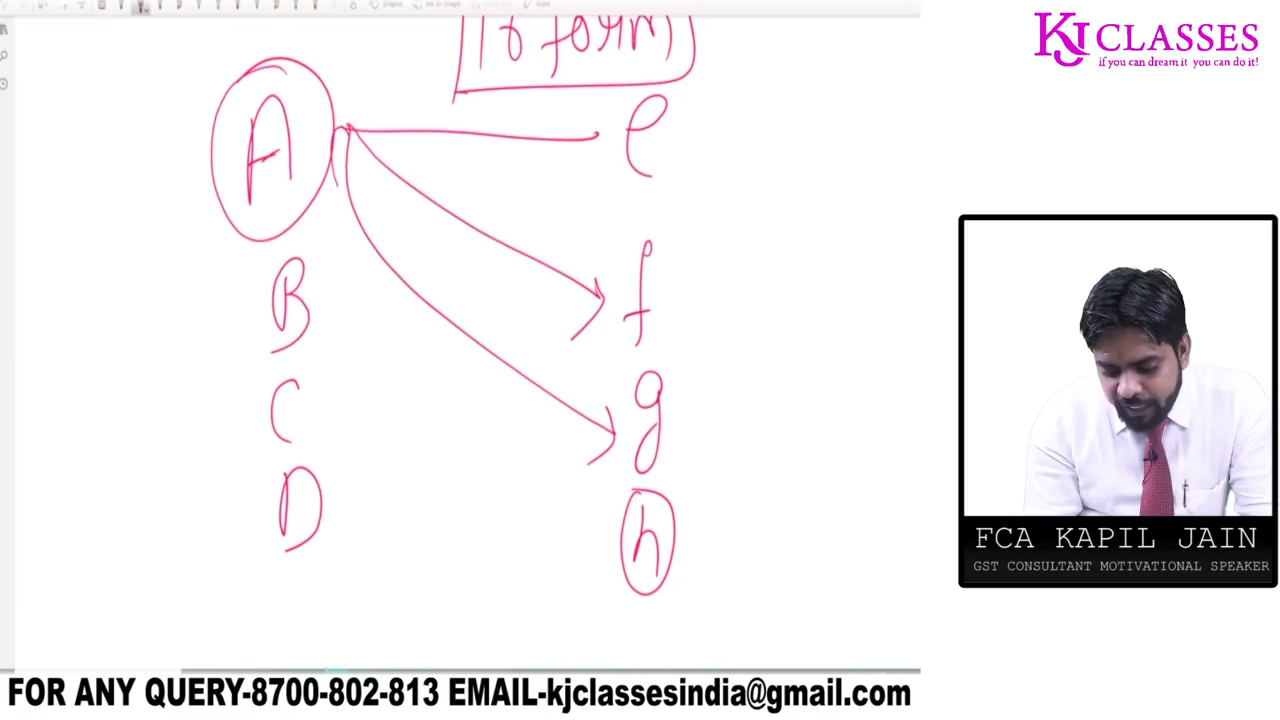 KJ CLASSES
if you can dream it you can do it!
16 form
A
e
B
f
C
g
D
h
FCA KAPIL JAIN
GST CONSULTANT MOTIVATIONAL SPEAKER
FOR ANY QUERY-8700-802-813 EMAIL-kjclassesindia@gmail.com